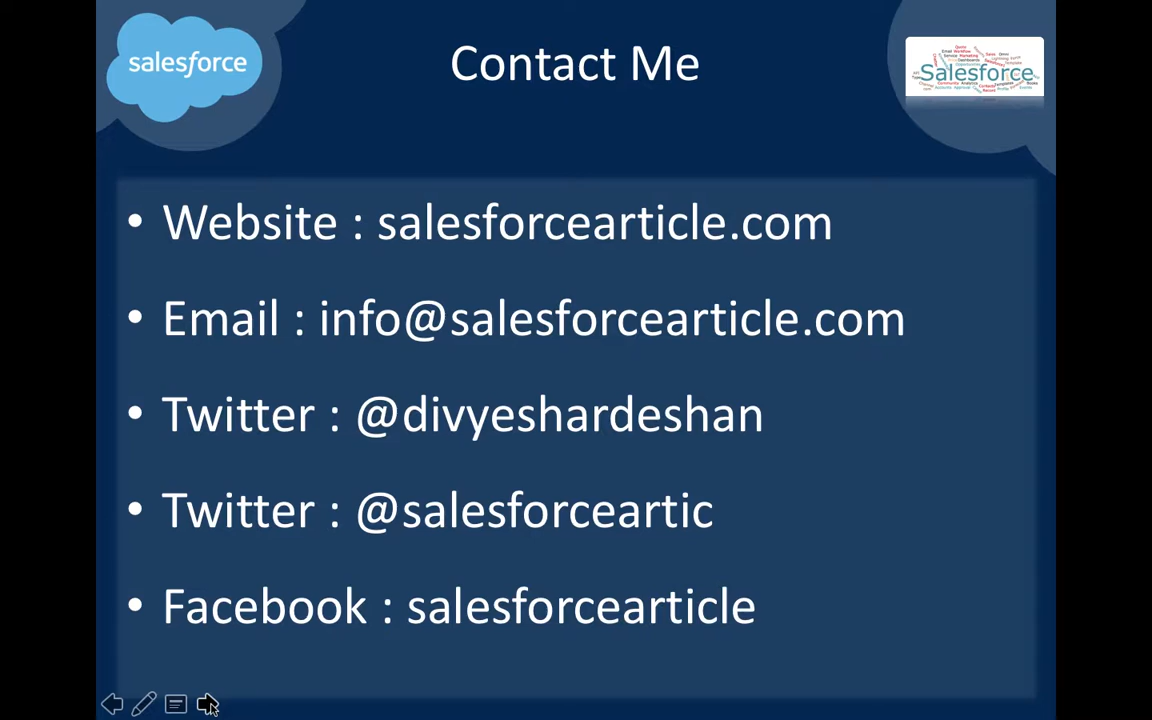 salesforce
Contact Me
Salesforce
• Website : salesforcearticle.com
• Email : info@salesforcearticle.com
• Twitter : @divyeshardeshan
• Twitter : @salesforceartic
• Facebook : salesforcearticle